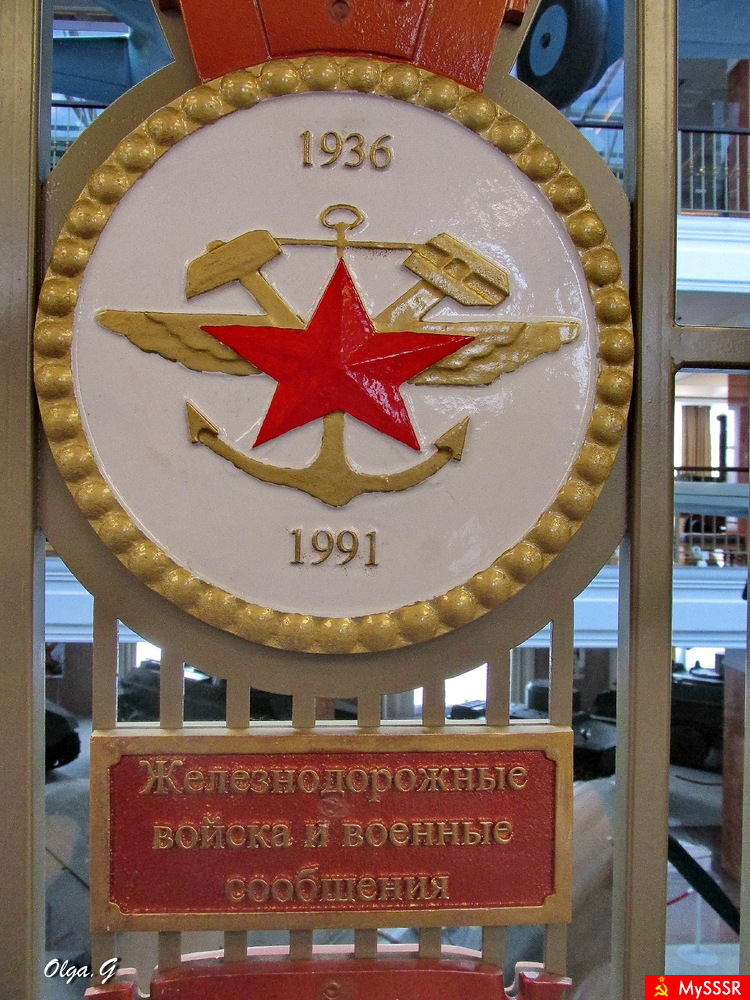 1936
1991
Железнодорожные
войска и военные
сообщения
Olga.G
MySSSR